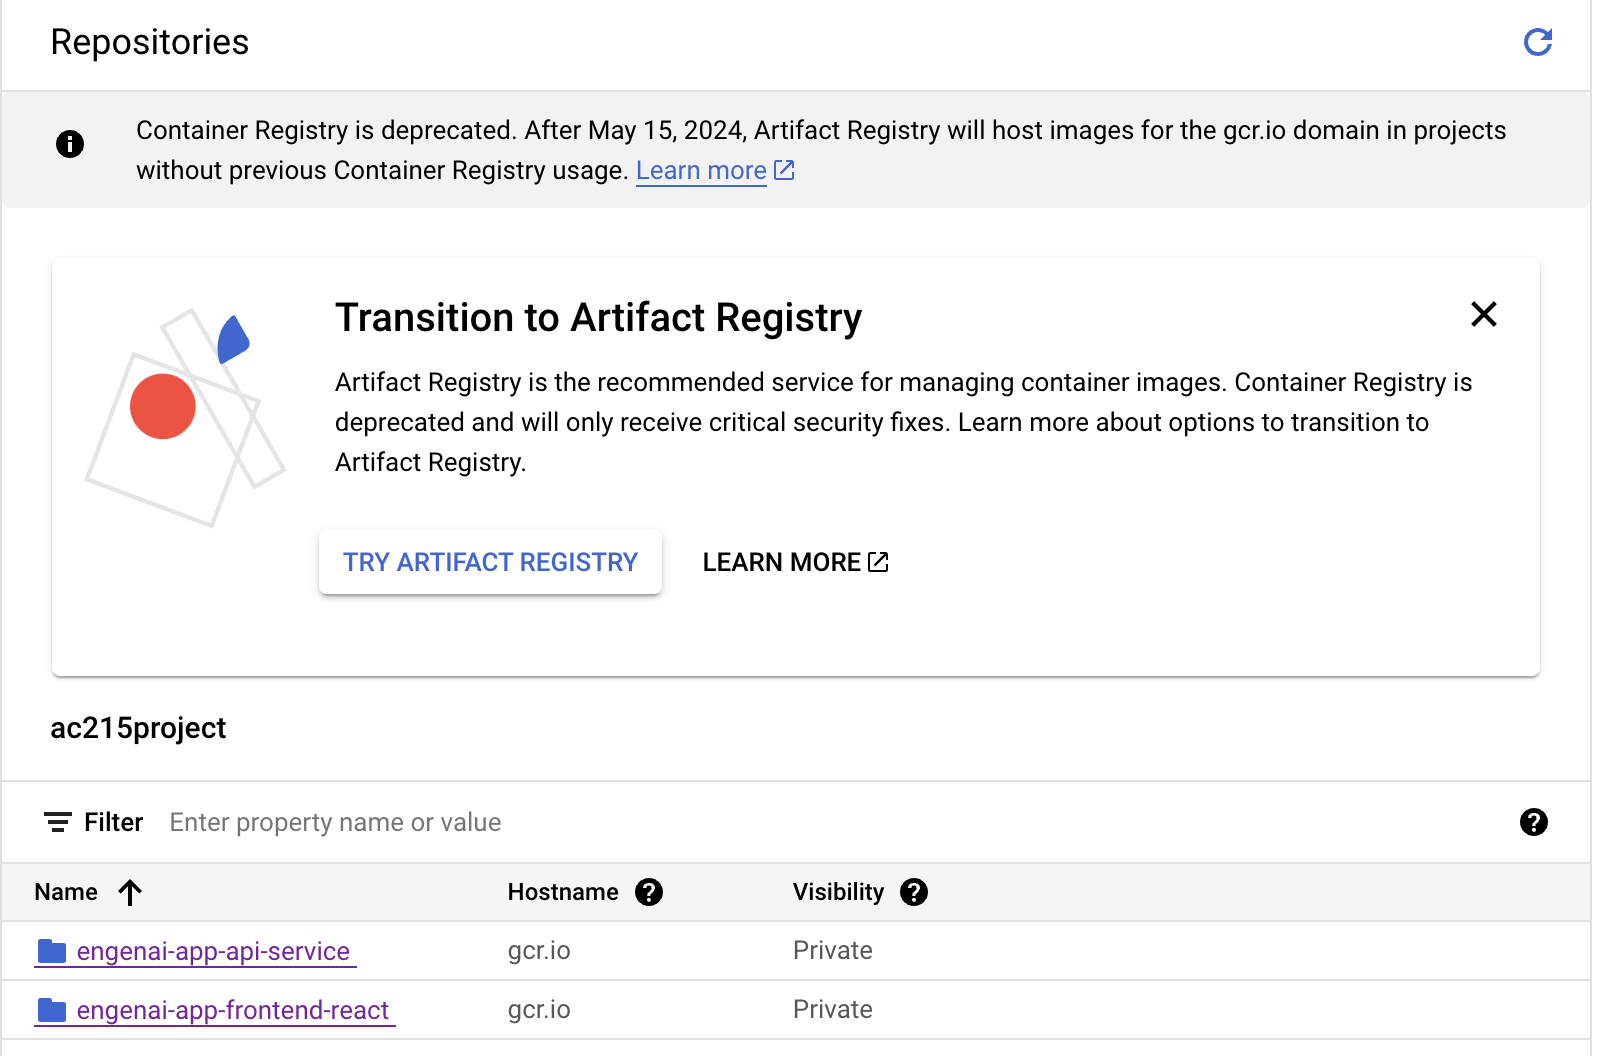 Repositories
Container Registry is deprecated. After May 15, 2024, Artifact Registry will host images for the gcr.io domain in projects
without previous Container Registry usage. Learn more
Transition to Artifact Registry
Artifact Registry is the recommended service for managing container images. Container Registry is
deprecated and will only receive critical security fixes. Learn more about options to transition to
Artifact Registry.
TRY ARTIFACT REGISTRY LEARN MORE
ac215project
Filter Enter property name or value
Name Hostname Visibility
engenai-app-api-service gcr.io Private
engenai-app-frontend-react gcr.io Private